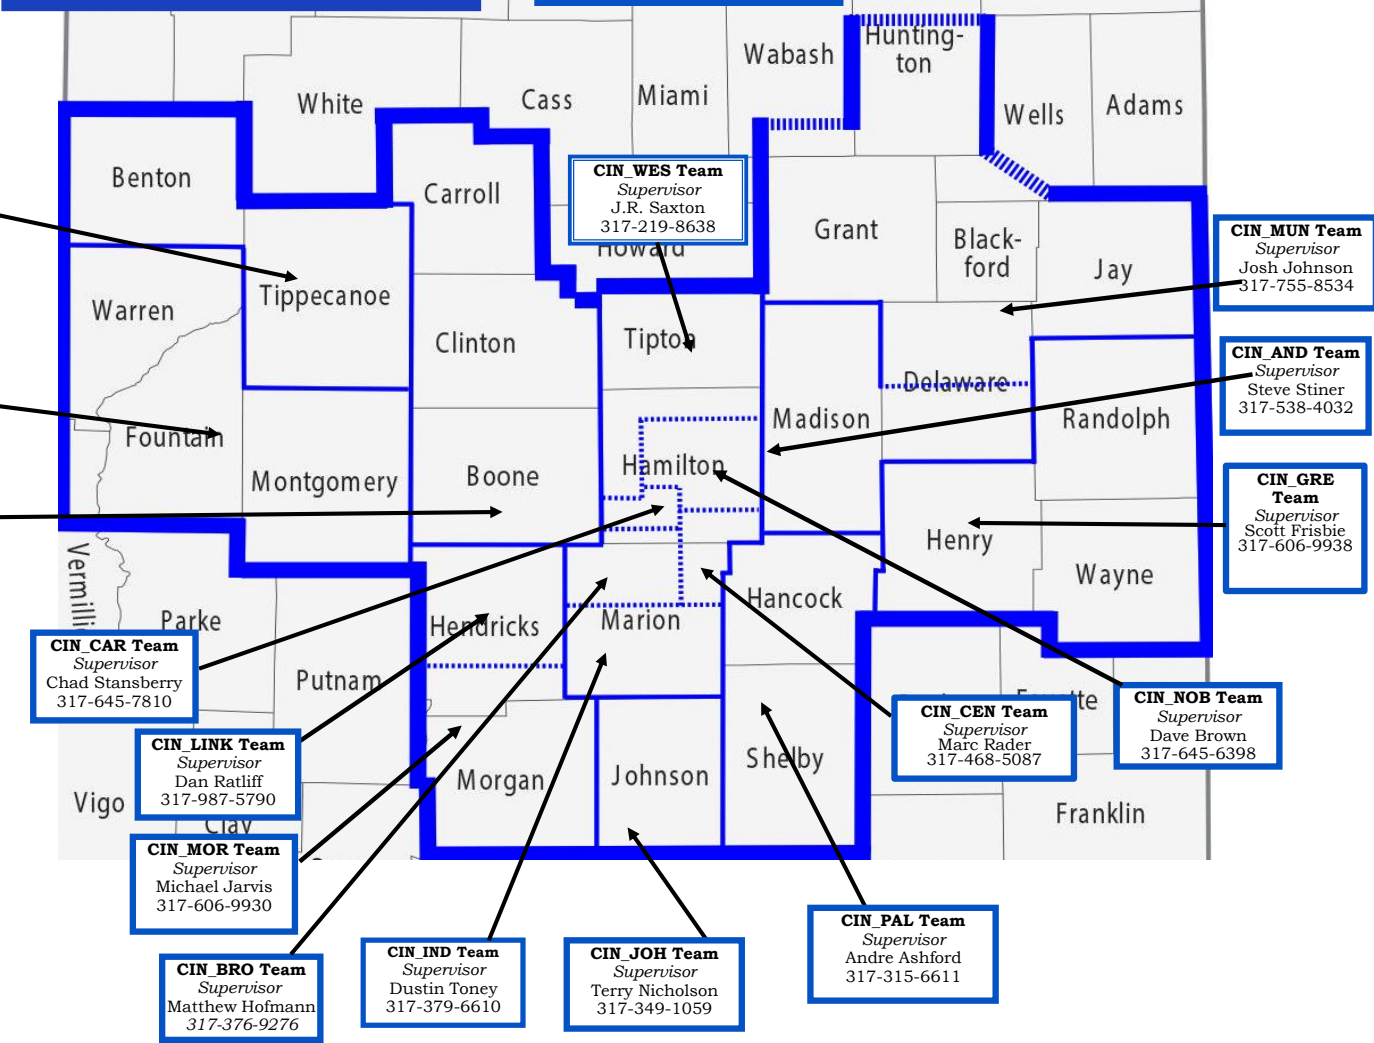 Wabash
Hunting-
ton
White
Cass
Miami
Wells
Adams
Benton
Carroll
CIN_WES Team
Supervisor
J.R. Saxton
317-219-8638
Howard
Grant
Black-
ford
Jay
CIN_MUN Team
Supervisor
Josh Johnson
317-755-8534
Warren
Tippecanoe
Clinton
Tipton
Delaware
CIN_AND Team
Supervisor
Steve Stiner
317-538-4032
Fountain
Montgomery
Boone
Hamilton
Madison
Randolph
CIN_GRE
Team
Supervisor
Scott Frisbie
317-606-9938
Henry
Wayne
Hancock
Parke
Hendricks
Marion
CIN_CAR Team
Supervisor
Chad Stansberry
317-645-7810
Putnam
CIN_CEN Team
Supervisor
Marc Rader
317-468-5087
CIN_NOB Team
Supervisor
Dave Brown
317-645-6398
CIN_LINK Team
Supervisor
Dan Ratliff
317-987-5790
Vigo
Clay
Morgan
Johnson
Shelby
Franklin
CIN_MOR Team
Supervisor
Michael Jarvis
317-606-9930
CIN_BRO Team
Supervisor
Matthew Hofmann
317-376-9276
CIN_IND Team
Supervisor
Dustin Toney
317-379-6610
CIN_JOH Team
Supervisor
Terry Nicholson
317-349-1059
CIN_PAL Team
Supervisor
Andre Ashford
317-315-6611